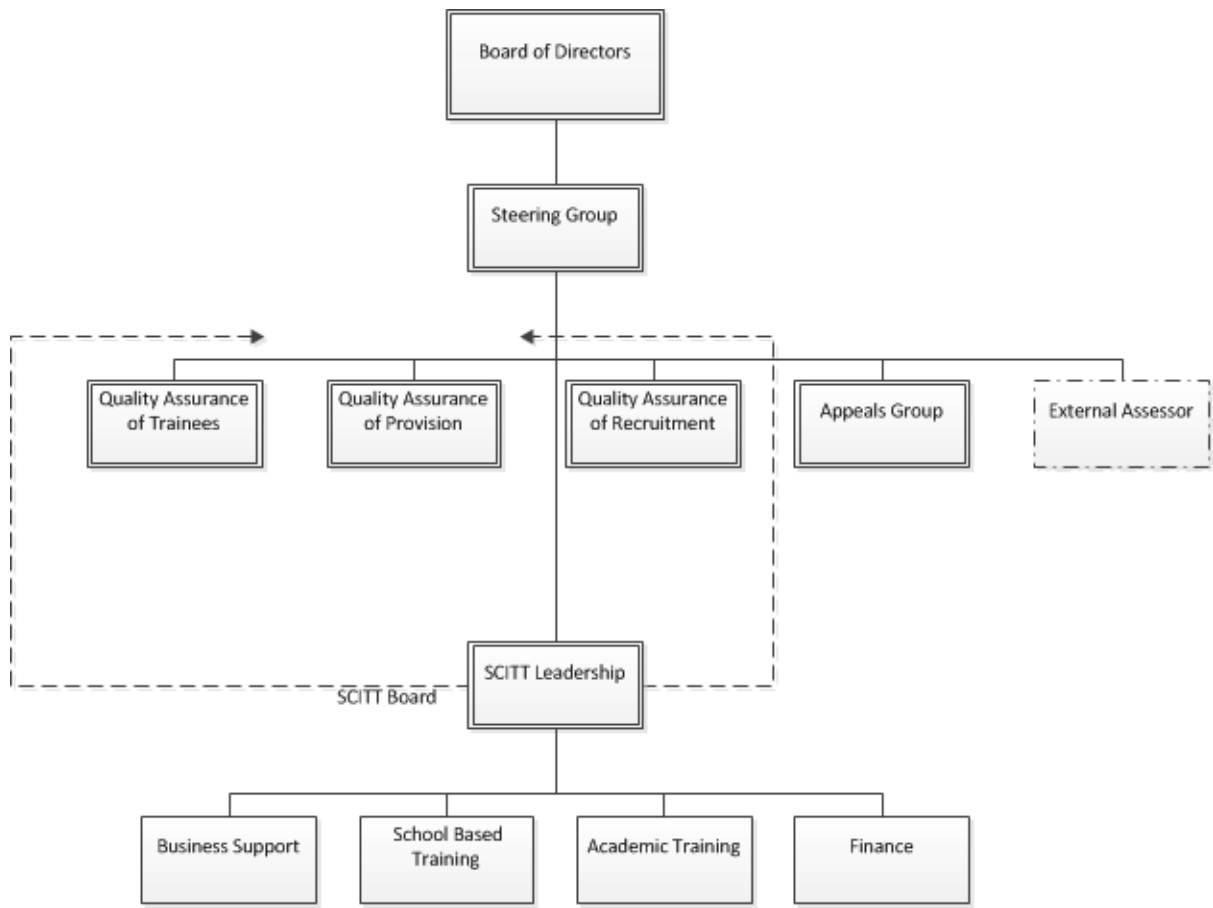 Board of Directors
Steering Group
Quality Assurance
of Trainees
Quality Assurance
of Provision
Quality Assurance
of Recruitment
Appeals Group
External Assessor
SCITT Leadership
SCITT Board
Business Support
School Based
Training
Academic Training
Finance